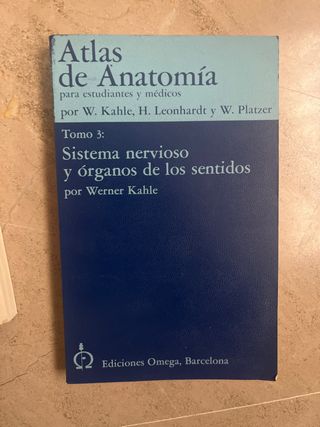 Atlas
de Anatomía
para estudiantes y médicos
por W. Kahle, H. Leonhardt y W. Platzer
Tomo 3:
Sistema nervioso
y órganos de los sentidos
por Werner Kahle
Ediciones Omega, Barcelona